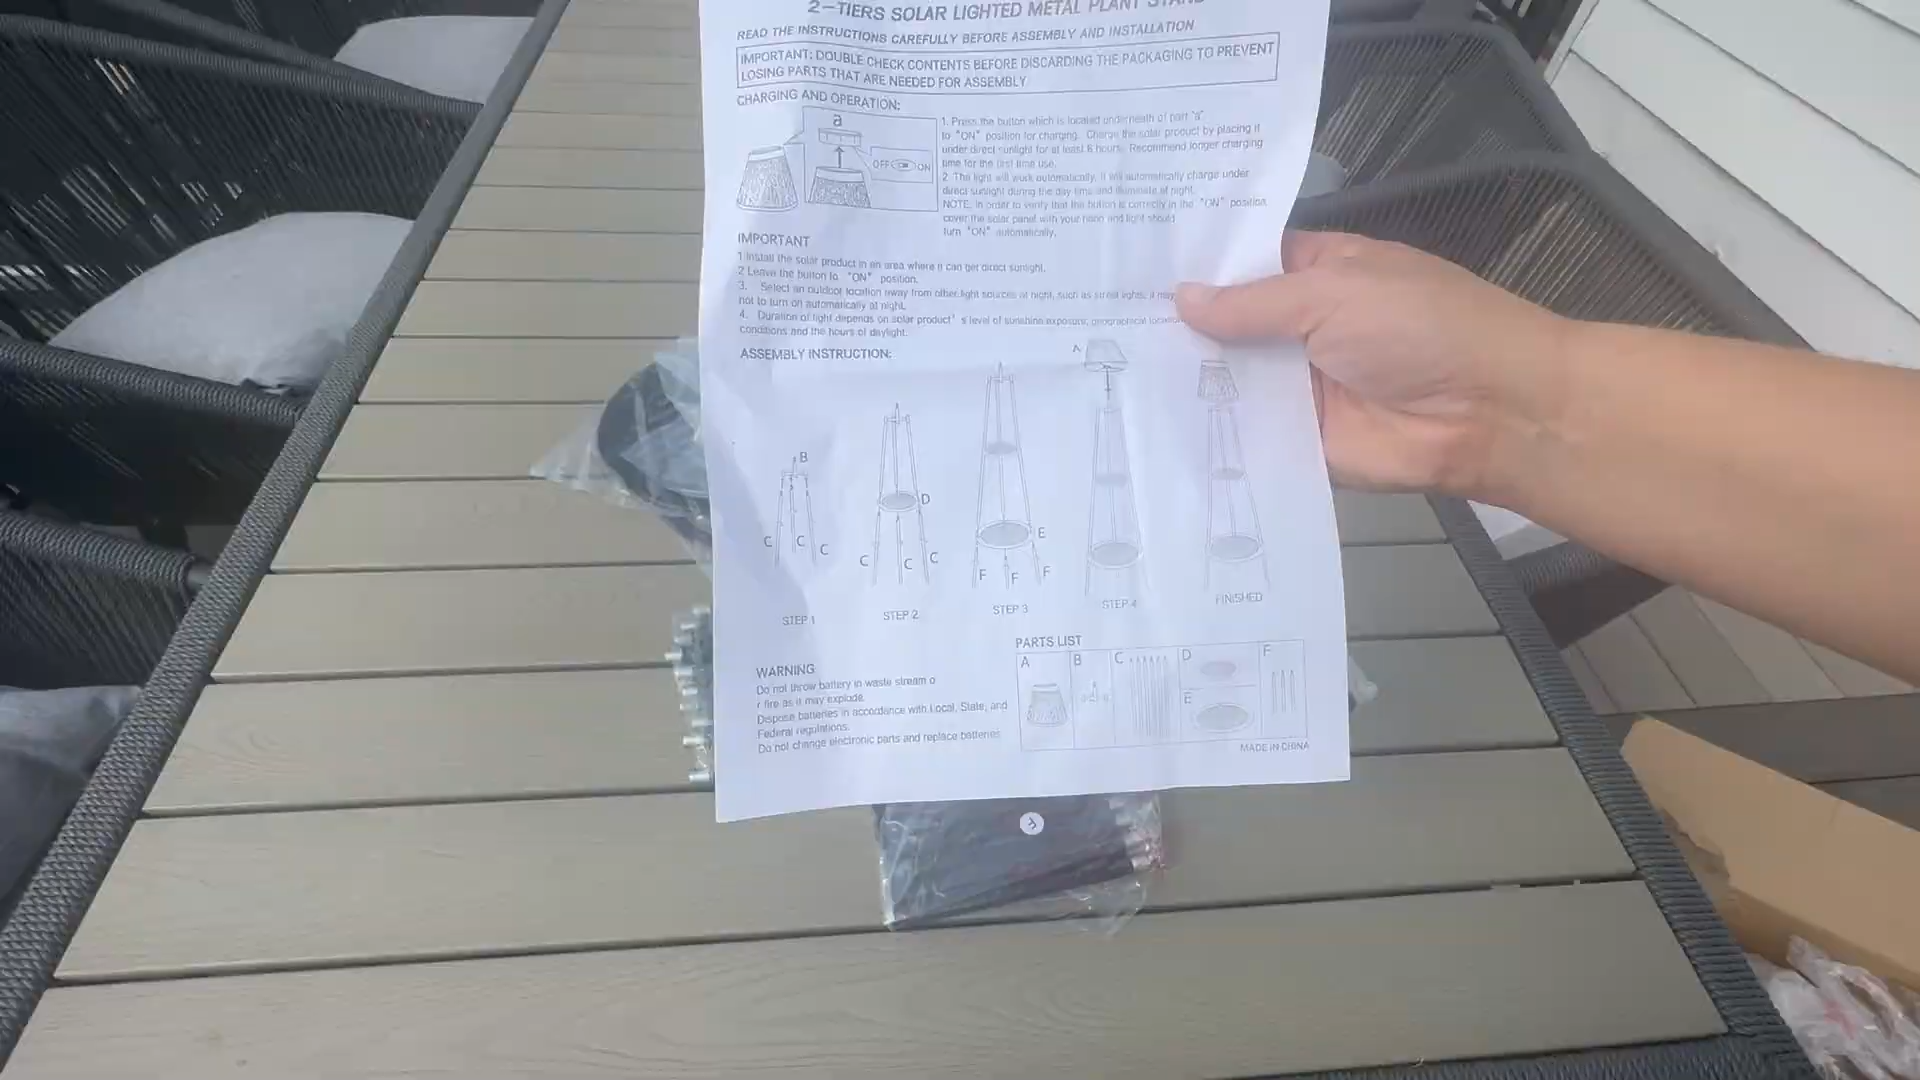 2-TIERS SOLAR LIGHTED METAL PLANT STAND
READ THE INSTRUCTIONS CAREFULLY BEFORE ASSEMBLY AND INSTALLATION
IMPORTANT: DOUBLE CHECK CONTENTS BEFORE DISCARDING THE PACKAGING TO PREVENT
LOSING PARTS THAT ARE NEEDED FOR ASSEMBLY
CHARGING AND OPERATION:
a
OFF ON
1. Press the button which is located underneath of part "a"
to "ON" position for charging. Charge the solar product by placing it
under direct sunlight for at least 6 hours. Recommend longer charging
time for the first time use.
2. The light will work automatically. It will automatically charge under
direct sunlight during the day time and illuminate at night.
NOTE: In order to verify that the button is correctly in the "ON" position,
cover the solar panel with your hand and light should
turn "ON" automatically.
IMPORTANT
1 Install the solar product in an area where it can get direct sunlight.
2 Leave the button to "ON" position.
3. Select an outdoor location away from other light sources at night, such as street lights, it may
not to turn on automatically at night.
4. Duration of light depends on solar product' s level of sunshine exposure, geographical location,
conditions and the hours of daylight.
ASSEMBLY INSTRUCTION:
A
B
C C C
D
C C C
E
F F F
STEP 1
STEP 2
STEP 3
STEP 4
FINISHED
PARTS LIST
A B C D F
E
WARNING
Do not throw battery in waste stream o
r fire as it may explode.
Dispose batteries in accordance with Local, State, and
Federal regulations.
Do not change electronic parts and replace batteries
MADE IN CHINA